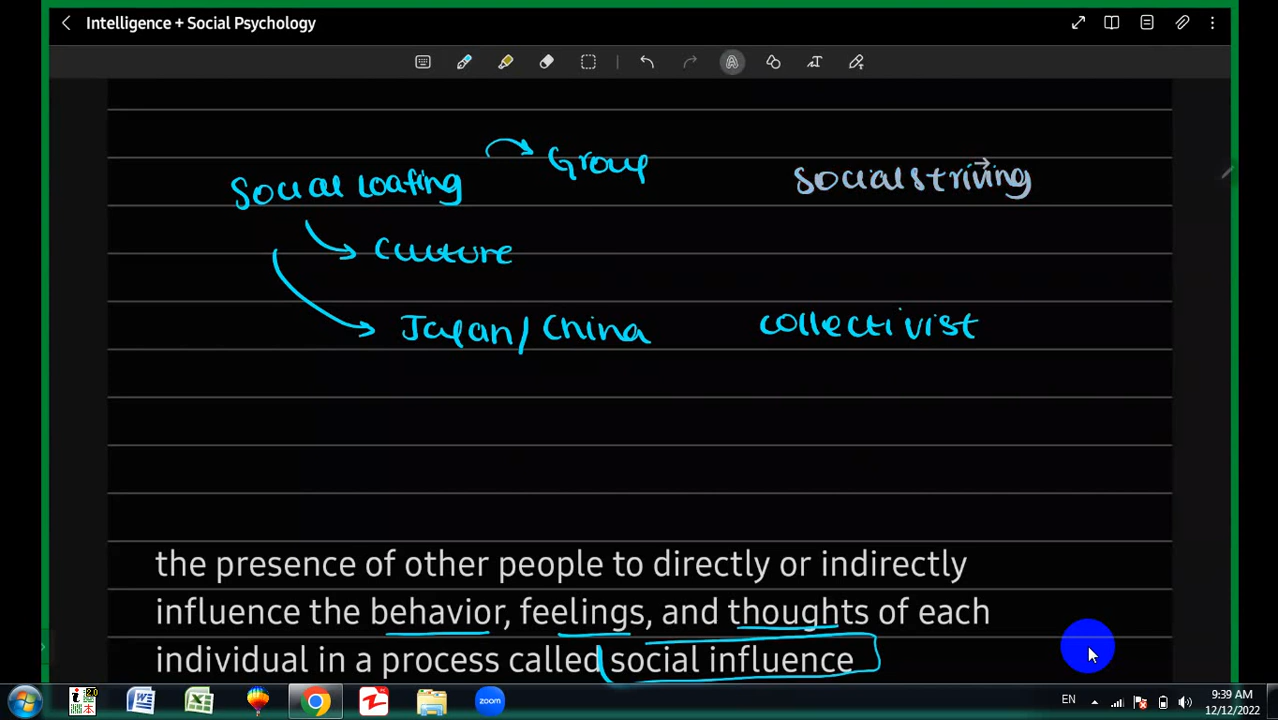 Intelligence + Social Psychology
Social loafing
Group
social striving
Culture
Japan/China
collectivist
the presence of other people to directly or indirectly
influence the behavior, feelings, and thoughts of each
individual in a process called social influence
zoom
EN
9:39 AM
12/12/2022